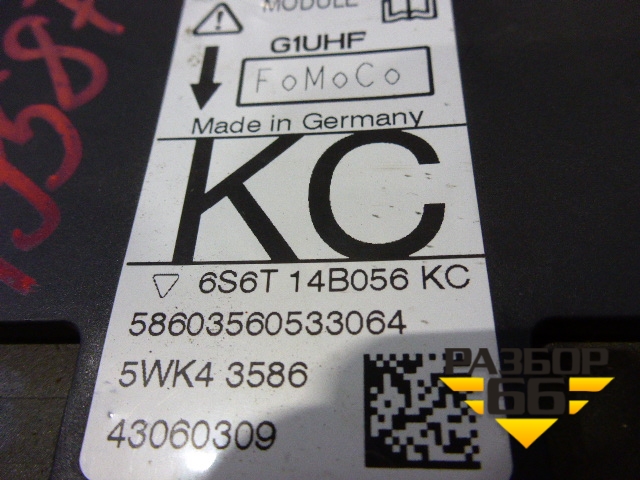 MODULE
G1UHF
FoMoCo
Made in Germany
KC
6S6T 14B056 KC
58603560533064
5WK4 3586
43060309
РАЗБОР
66